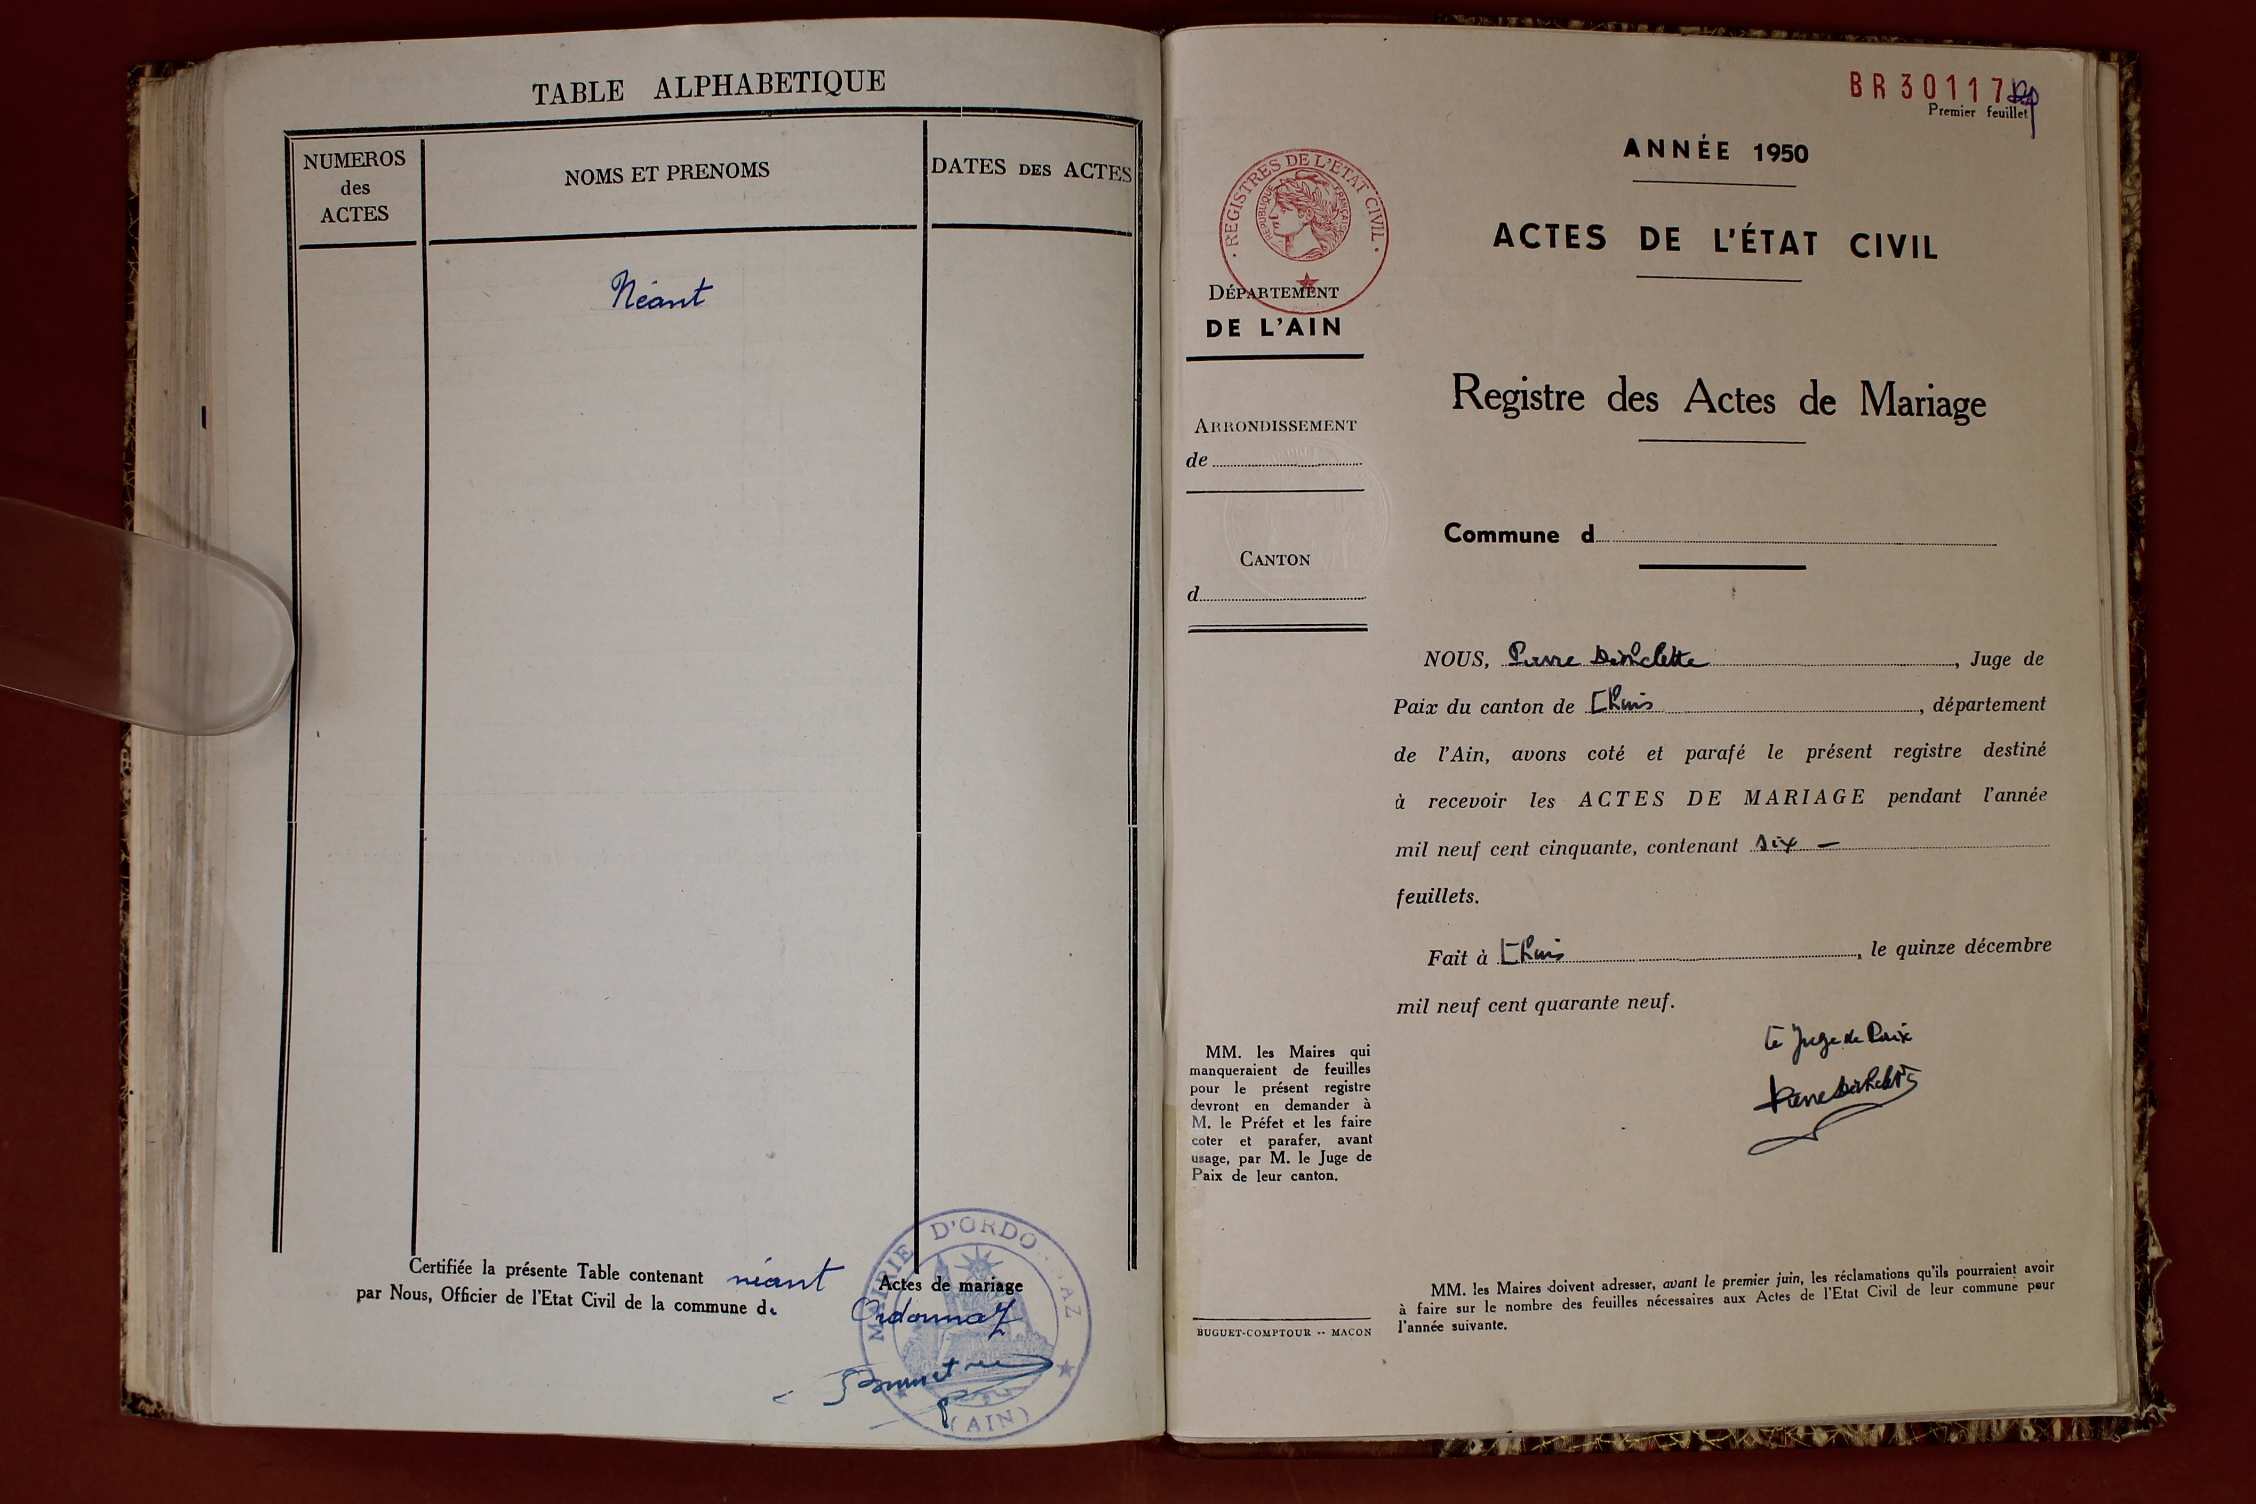 TABLE ALPHABETIQUE
NUMEROS
des
ACTES
NOMS ET PRENOMS
DATES DES ACTES
Néant
Certifiée la présente Table contenant néant Actes de mariage
par Nous, Officier de l'Etat Civil de la commune de Ordonnaz
MAIRIE D'ORDO AZ
(AIN)
BR30117
Premier feuillet
ANNÉE 1950
ACTES DE L'ÉTAT CIVIL
REGISTRES DE L'ETAT CIVIL
REPUBLIQUE FRANÇAISE
DÉPARTEMENT
DE L'AIN
Registre des Actes de Mariage
ARRONDISSEMENT
de
Commune d
CANTON
d
NOUS, Pierre , Juge de
Paix du canton de Lhuis , département
de l'Ain, avons coté et parafé le présent registre destiné
à recevoir les ACTES DE MARIAGE pendant l'année
mil neuf cent cinquante, contenant six —
feuillets.
Fait à Lhuis , le quinze décembre
mil neuf cent quarante neuf.
Le Juge de Paix
MM. les Maires qui
manqueraient de feuilles
pour le présent registre
devront en demander à
M. le Préfet et les faire
coter et parafer, avant
usage, par M. le Juge de
Paix de leur canton.
BUGUET-COMPTOUR -- MACON
MM. les Maires doivent adresser, avant le premier juin, les réclamations qu'ils pourraient avoir
à faire sur le nombre des feuilles nécessaires aux Actes de l'Etat Civil de leur commune pour
l'année suivante.